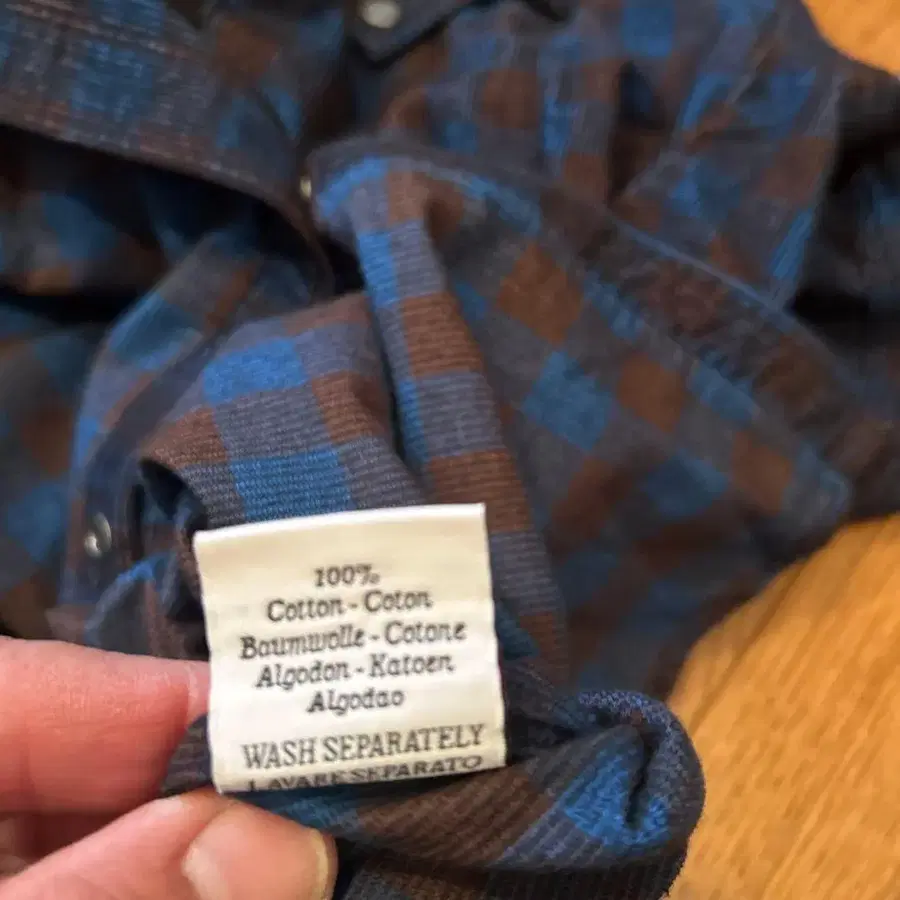 100%
Cotton - Coton
Baumwolle - Cotone
Algodon - Katoen
Algodao
WASH SEPARATELY
LAVARE SEPARATO